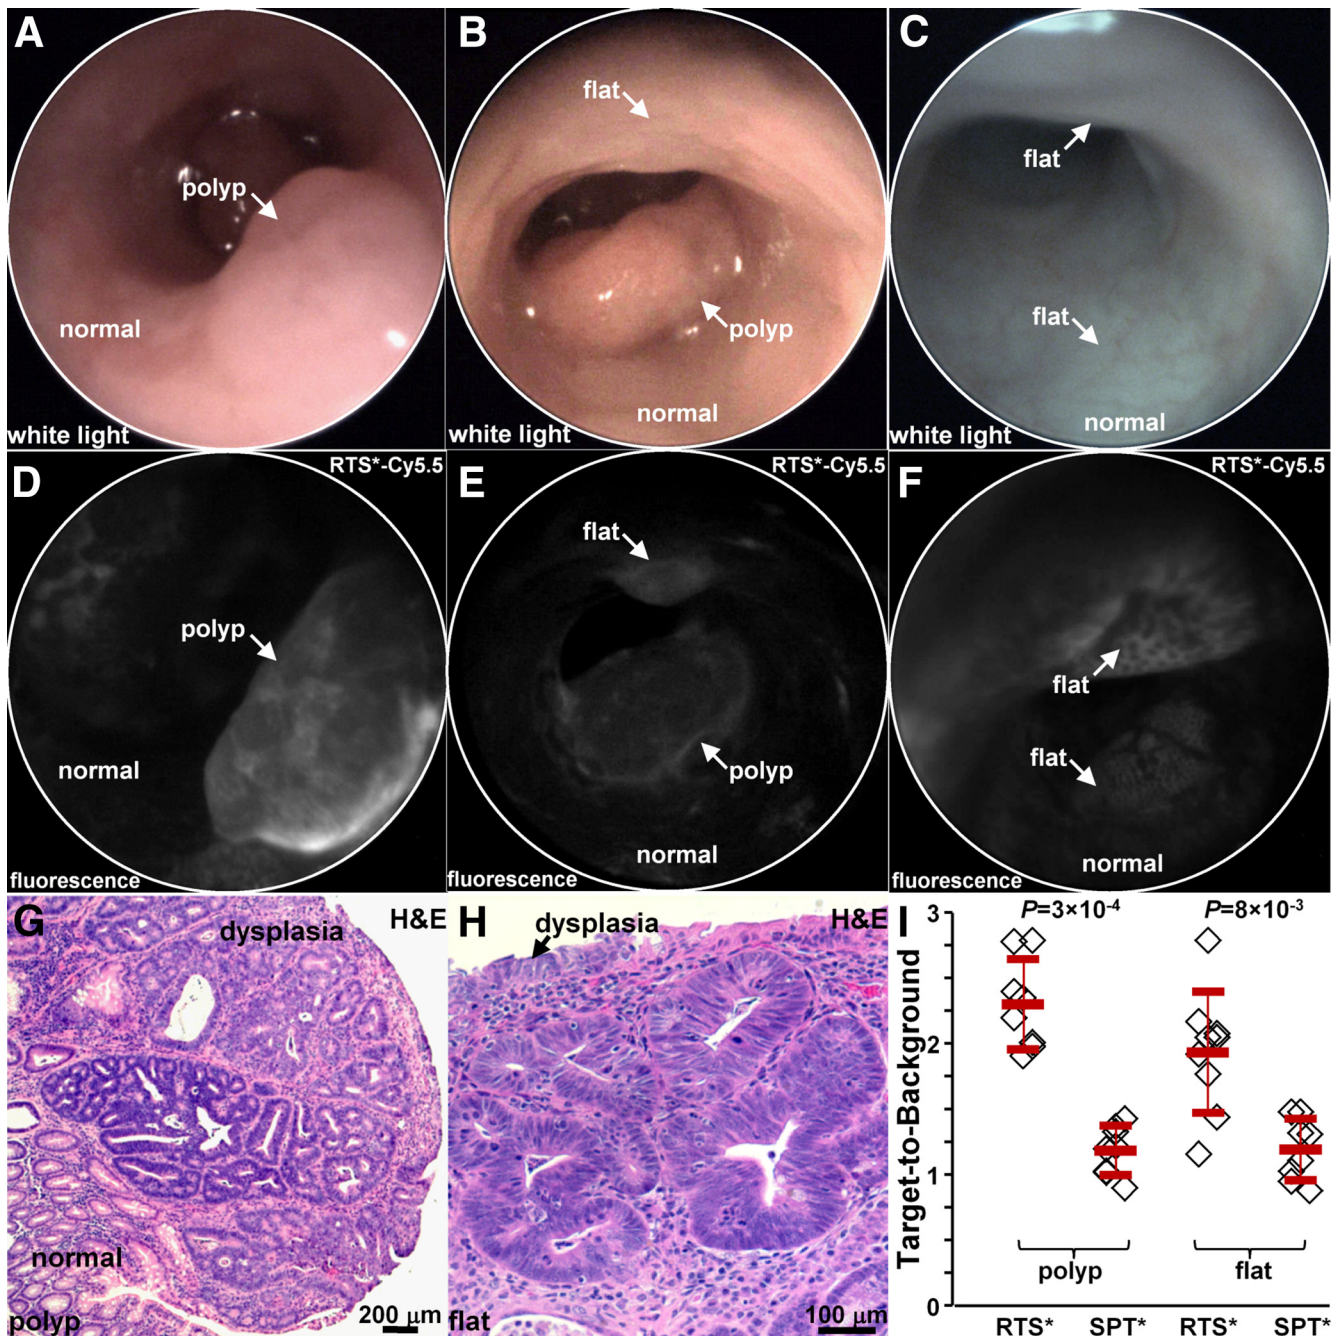 A
polyp
normal
white light
B
flat
polyp
normal
white light
C
flat
flat
normal
white light
D
RTS*-Cy5.5
polyp
normal
fluorescence
E
RTS*-Cy5.5
flat
polyp
normal
fluorescence
F
RTS*-Cy5.5
flat
flat
normal
fluorescence
G
H&E
dysplasia
normal
polyp
200 µm
H
H&E
dysplasia
flat
100 µm
I
P=3×10⁻⁴ P=8×10⁻³
Target-to-Background
3
2
1
0
polyp flat
RTS* SPT* RTS* SPT*